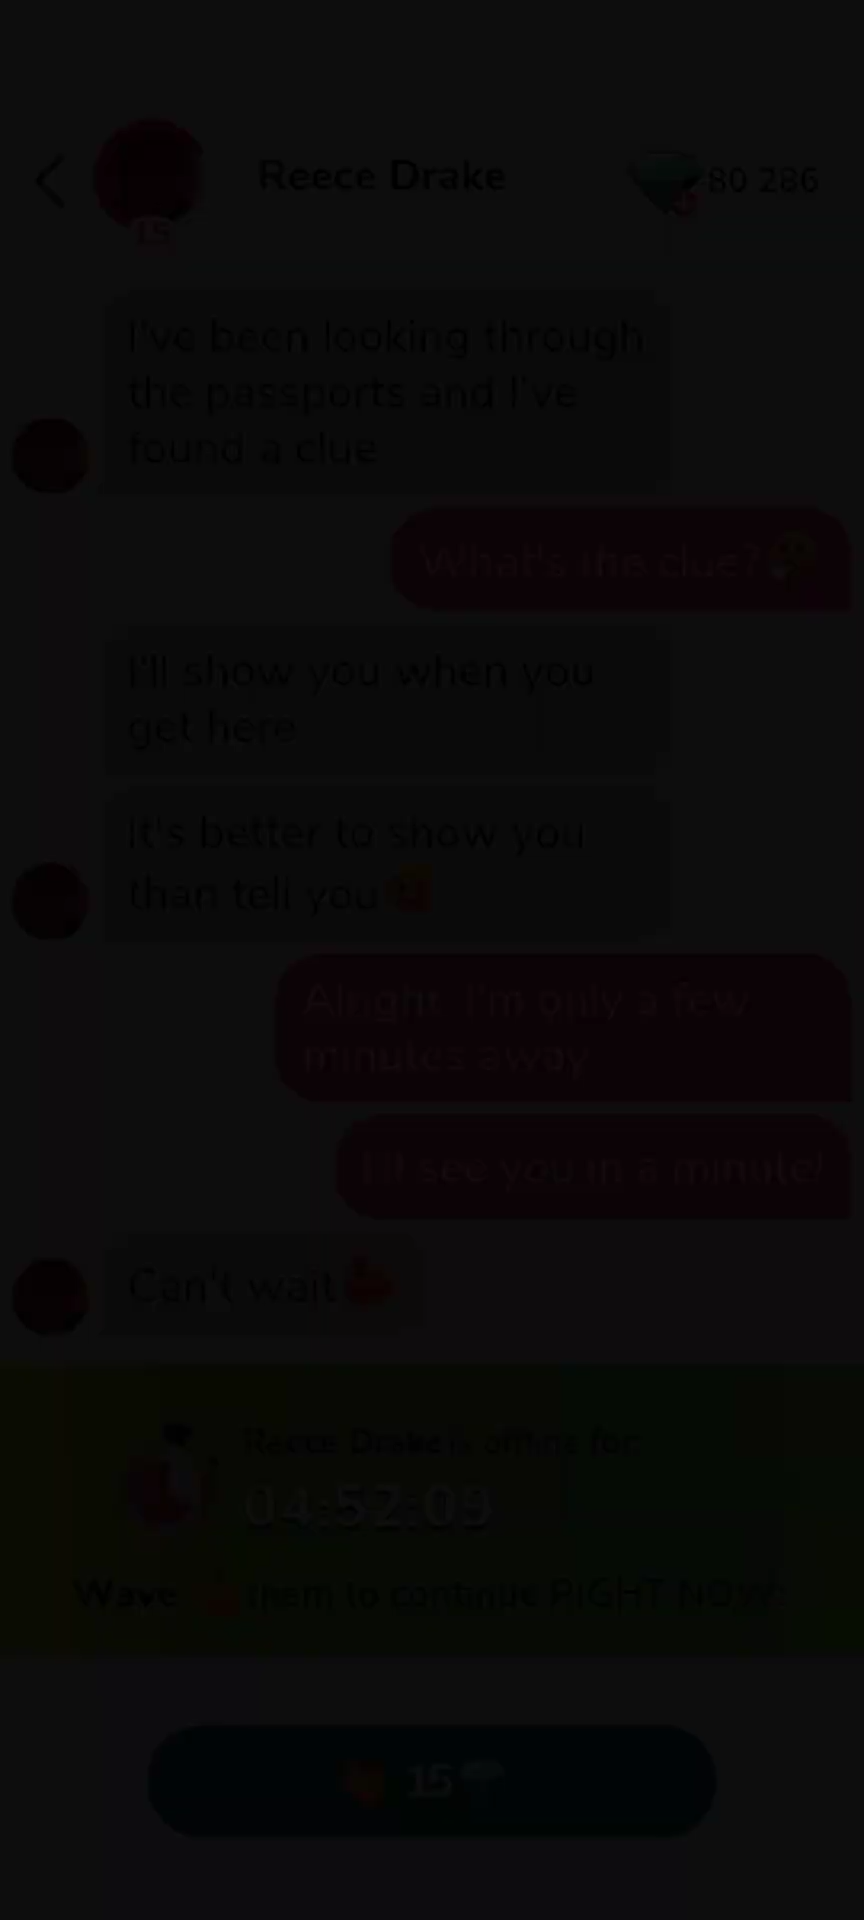 Reece Drake
80 286
15
I've been looking through
the passports and I've
found a clue
What's the clue?
I'll show you when you
get here
It's better to show you
than tell you
Alright. I'm only a few
minutes away
I'll see you in a minute!
Can't wait
Reece Drake is offline for:
04:52:09
Wave them to continue RIGHT NOW!
15